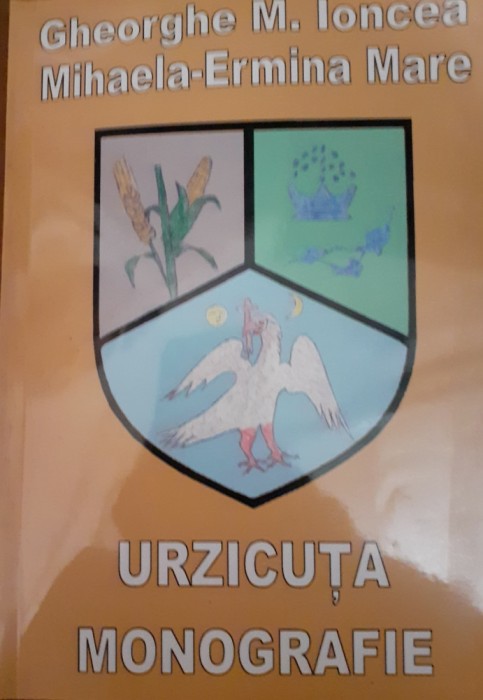 Gheorghe M. Ioncea
Mihaela-Ermina Mare
URZICUȚA
MONOGRAFIE